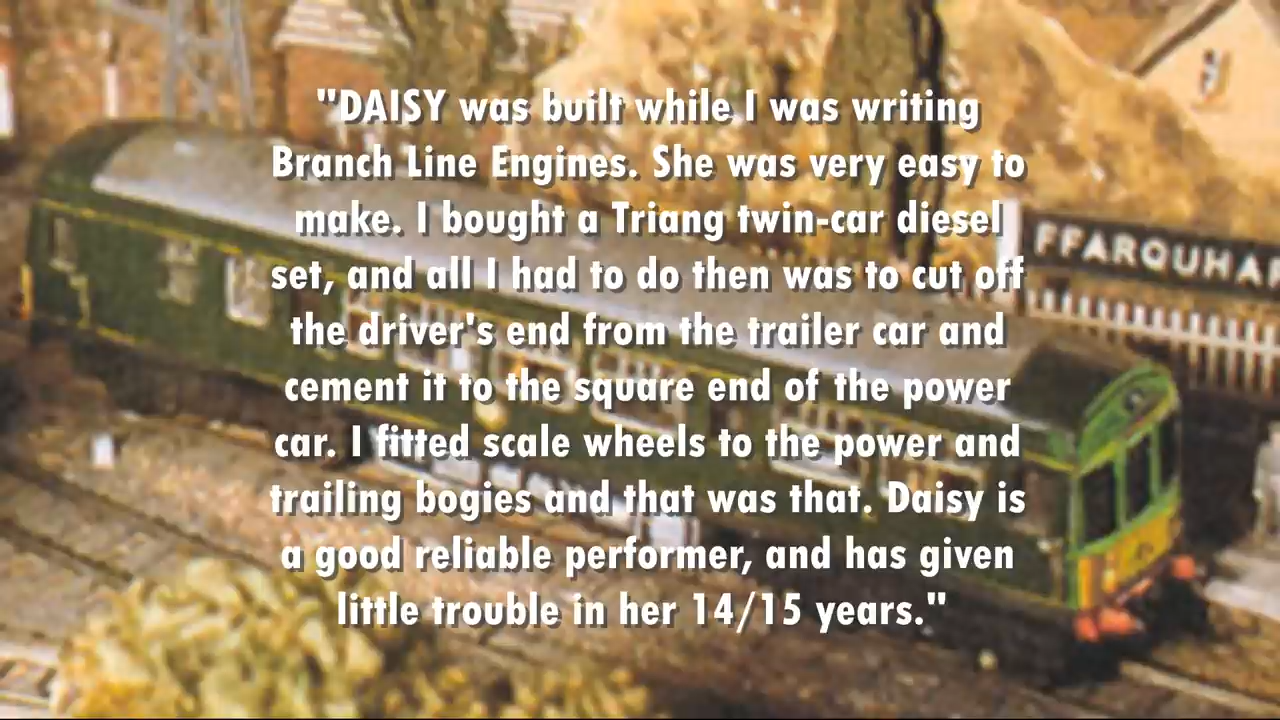 "DAISY was built while I was writing
Branch Line Engines. She was very easy to
make. I bought a Triang twin-car diesel
set, and all I had to do then was to cut off
the driver's end from the trailer car and
cement it to the square end of the power
car. I fitted scale wheels to the power and
trailing bogies and that was that. Daisy is
a good reliable performer, and has given
little trouble in her 14/15 years."
FFARQUHAR